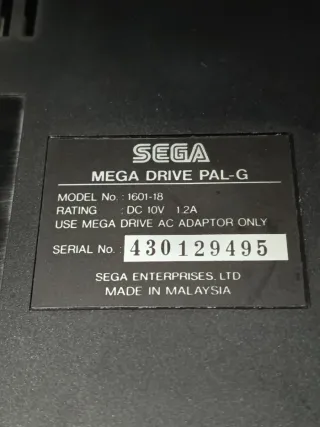 SEGA
MEGA DRIVE PAL-G
MODEL No. : 1601-18
RATING : DC 10V 1.2A
USE MEGA DRIVE AC ADAPTOR ONLY
SERIAL No. : 430129495
SEGA ENTERPRISES. LTD
MADE IN MALAYSIA